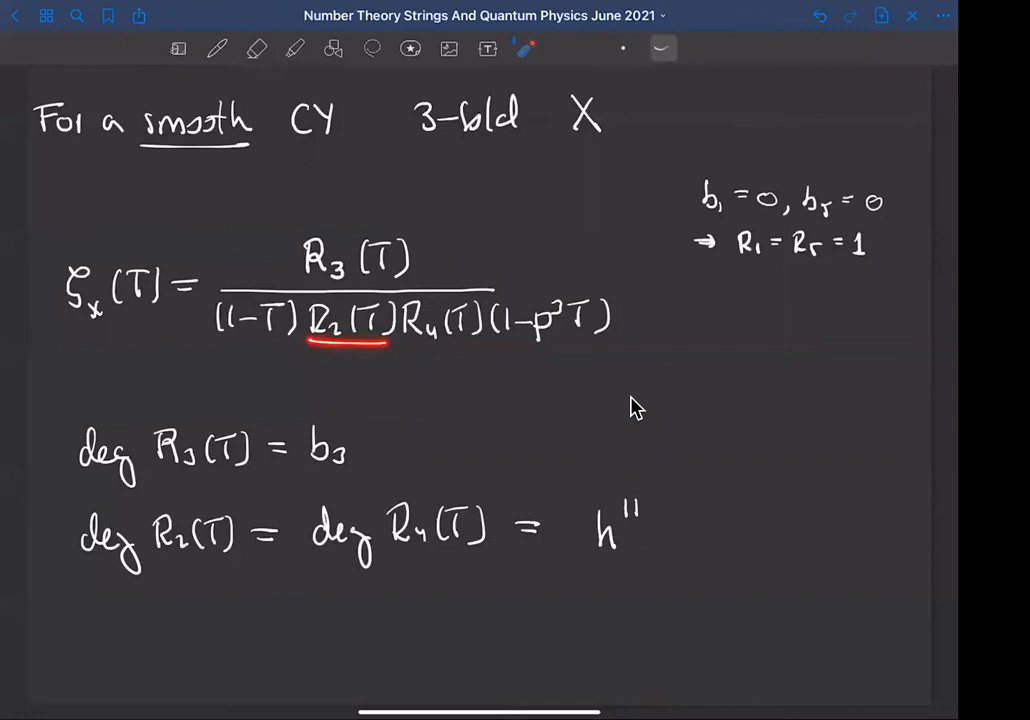 Number Theory Strings And Quantum Physics June 2021
For a smooth CY 3-fold X
b₁ = 0, b₅ = 0
→ R₁ = R₅ = 1
ζₓ(T) = R₃(T) / (1-T) R₂(T) R₄(T) (1-p³T)
deg R₃(T) = b₃
deg R₂(T) = deg R₄(T) = h¹¹